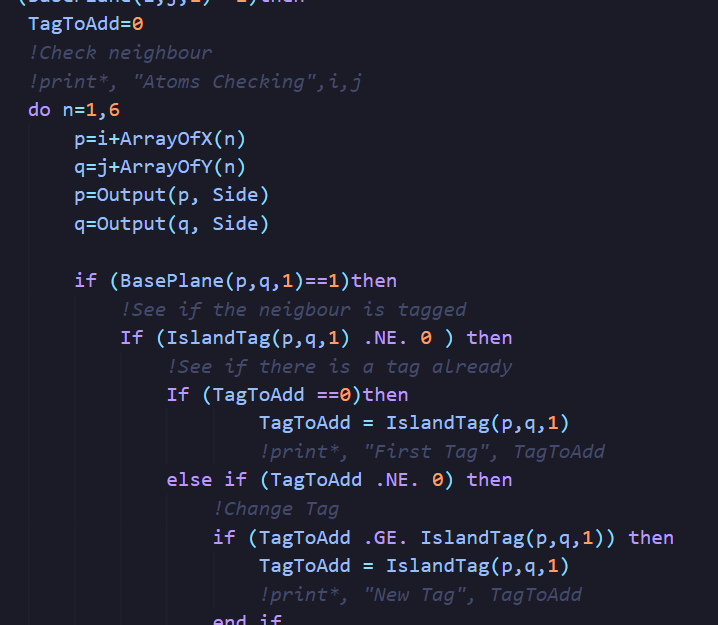 TagToAdd=0
!Check neighbour
!print*, "Atoms Checking",i,j
do n=1,6
p=i+ArrayOfX(n)
q=j+ArrayOfY(n)
p=Output(p, Side)
q=Output(q, Side)
if (BasePlane(p,q,1)==1)then
!See if the neigbour is tagged
If (IslandTag(p,q,1) .NE. 0 ) then
!See if there is a tag already
If (TagToAdd ==0)then
TagToAdd = IslandTag(p,q,1)
!print*, "First Tag", TagToAdd
else if (TagToAdd .NE. 0) then
!Change Tag
if (TagToAdd .GE. IslandTag(p,q,1)) then
TagToAdd = IslandTag(p,q,1)
!print*, "New Tag", TagToAdd
end if